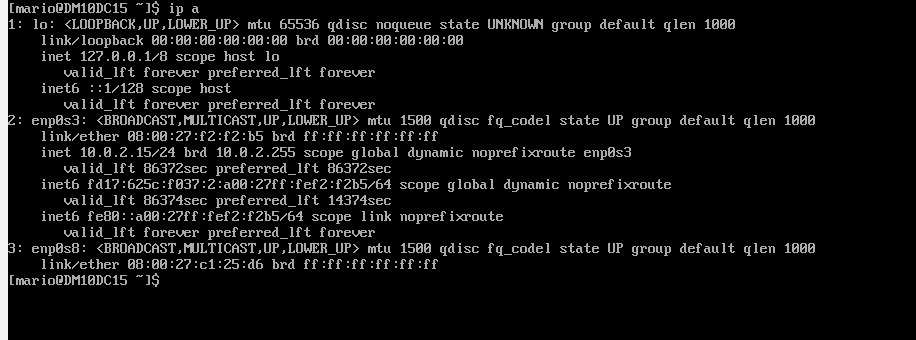 [mario@DM10DC15 ~]$ ip a
1: lo: <LOOPBACK,UP,LOWER_UP> mtu 65536 qdisc noqueue state UNKNOWN group default qlen 1000
    link/loopback 00:00:00:00:00:00 brd 00:00:00:00:00:00
    inet 127.0.0.1/8 scope host lo
       valid_lft forever preferred_lft forever
    inet6 ::1/128 scope host
       valid_lft forever preferred_lft forever
2: enp0s3: <BROADCAST,MULTICAST,UP,LOWER_UP> mtu 1500 qdisc fq_codel state UP group default qlen 1000
    link/ether 08:00:27:f2:f2:b5 brd ff:ff:ff:ff:ff:ff
    inet 10.0.2.15/24 brd 10.0.2.255 scope global dynamic noprefixroute enp0s3
       valid_lft 86372sec preferred_lft 86372sec
    inet6 fd17:625c:f037:2:a00:27ff:fef2:f2b5/64 scope global dynamic noprefixroute
       valid_lft 86374sec preferred_lft 14374sec
    inet6 fe80::a00:27ff:fef2:f2b5/64 scope link noprefixroute
       valid_lft forever preferred_lft forever
3: enp0s8: <BROADCAST,MULTICAST,UP,LOWER_UP> mtu 1500 qdisc fq_codel state UP group default qlen 1000
    link/ether 08:00:27:c1:25:d6 brd ff:ff:ff:ff:ff:ff
[mario@DM10DC15 ~]$